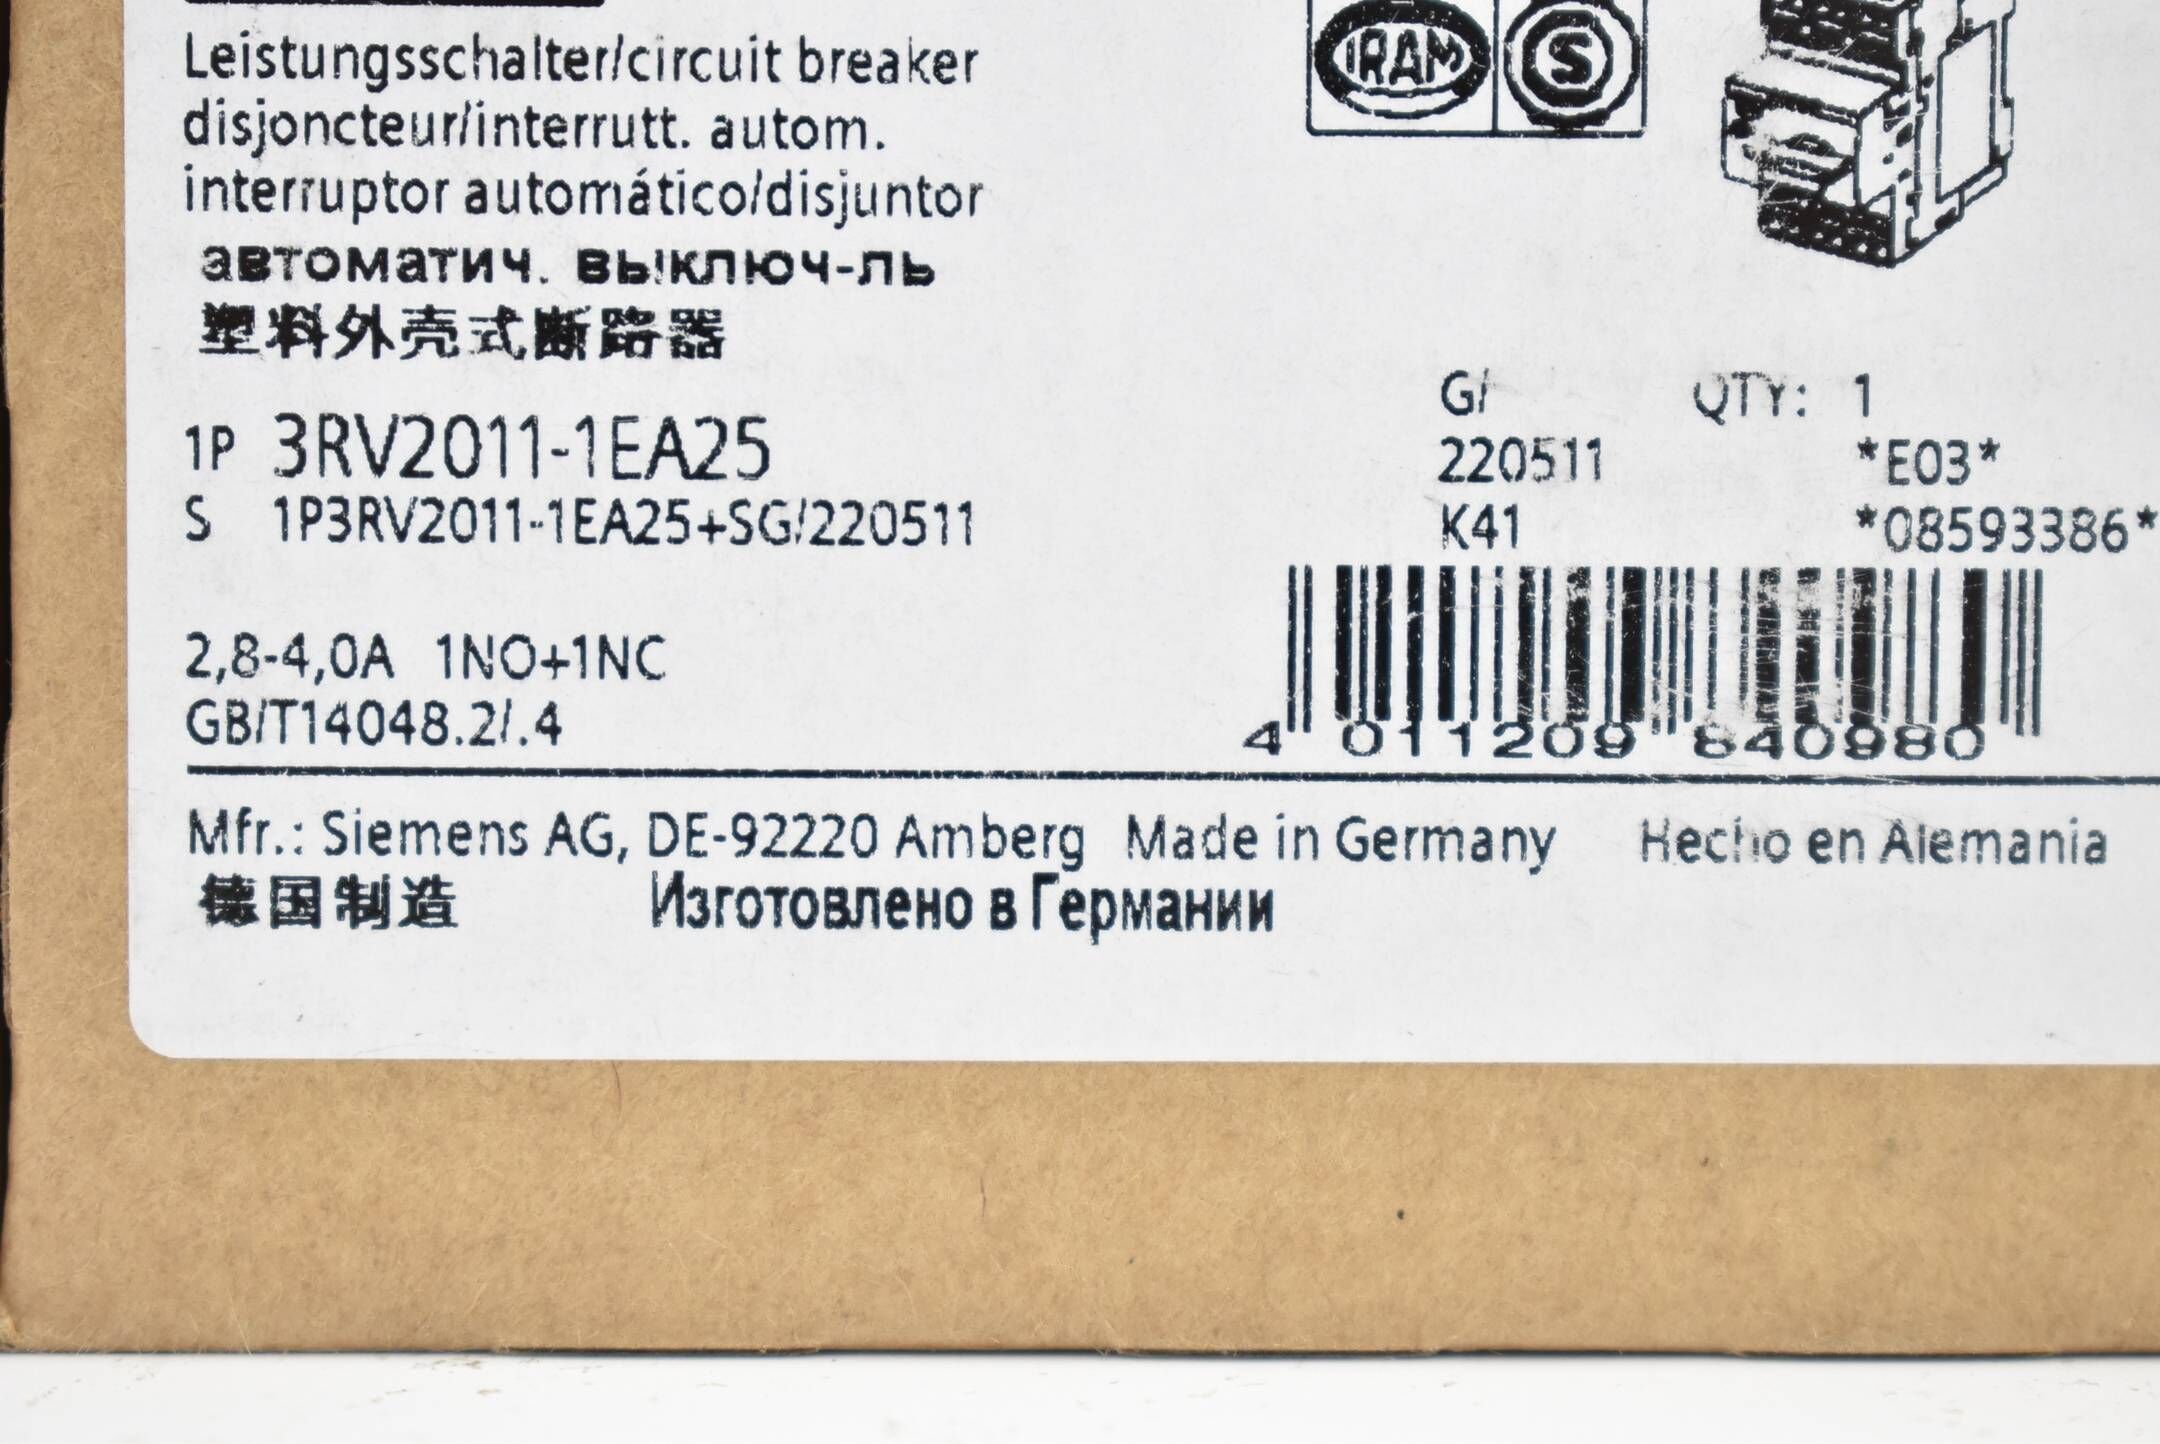 Leistungsschalter/circuit breaker
disjoncteur/interrutt. autom.
interruptor automático/disjuntor
автоматич. выключ-ль
塑料外壳式断路器
IRAM S
G/ QTY: 1
1P 3RV2011-1EA25
220511 *E03*
S 1P3RV2011-1EA25+SG/220511
K41 *08593386*
2,8-4,0A 1NO+1NC
GB/T14048.2/.4
4 011209 840980
Mfr.: Siemens AG, DE-92220 Amberg Made in Germany Hecho en Alemania
德国制造 Изготовлено в Германии